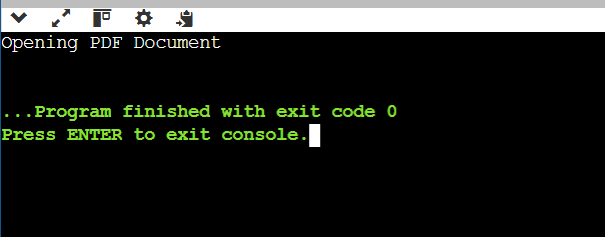 Opening PDF Document
...Program finished with exit code 0
Press ENTER to exit console.